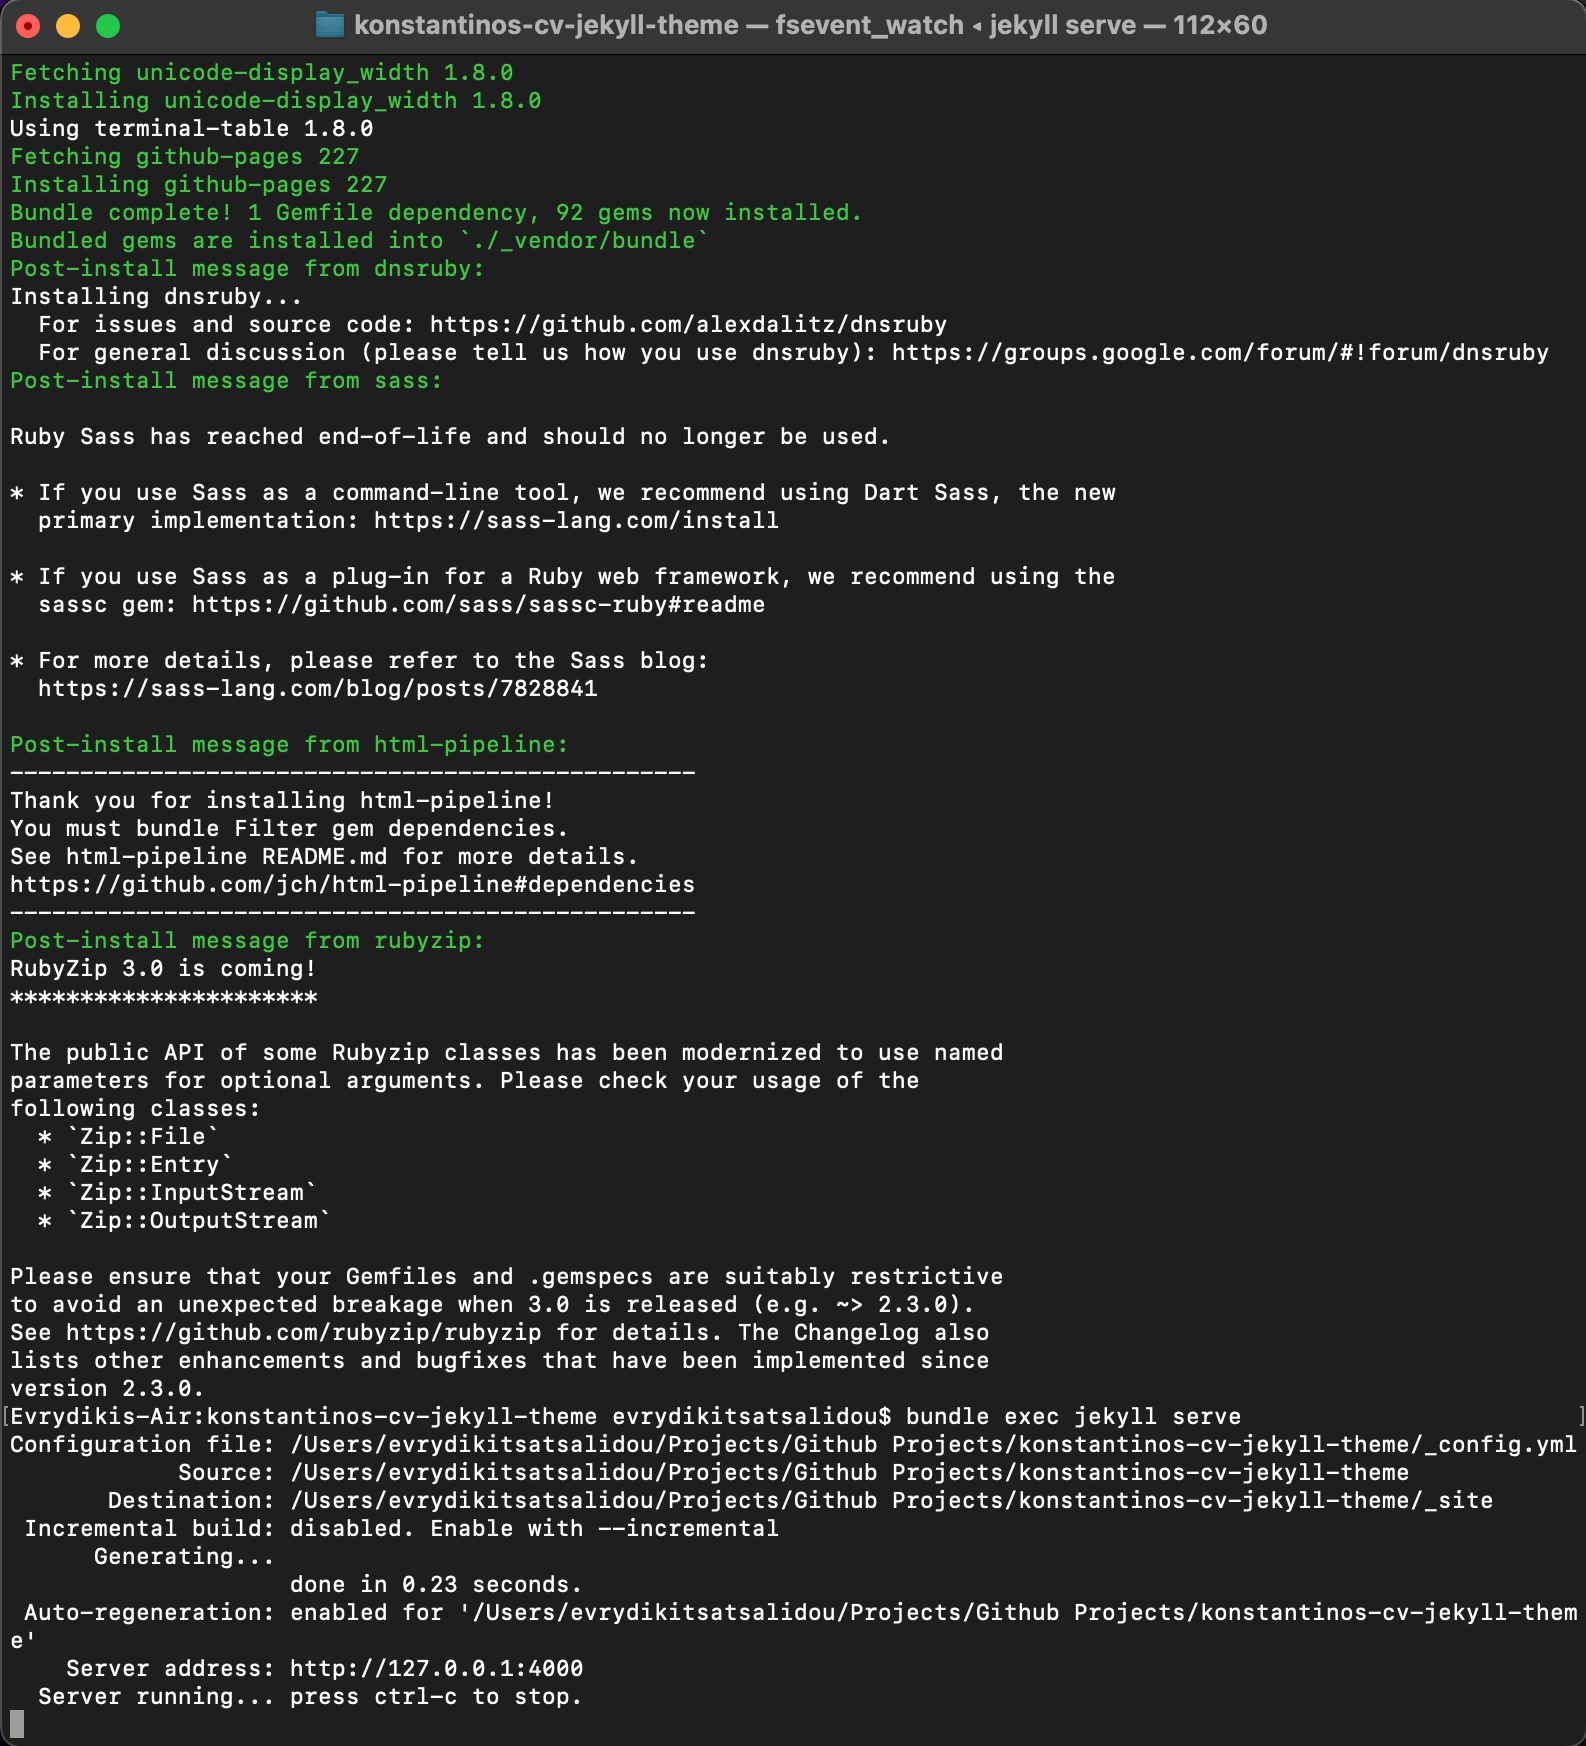 konstantinos-cv-jekyll-theme — fsevent_watch ◂ jekyll serve — 112×60
Fetching unicode-display_width 1.8.0
Installing unicode-display_width 1.8.0
Using terminal-table 1.8.0
Fetching github-pages 227
Installing github-pages 227
Bundle complete! 1 Gemfile dependency, 92 gems now installed.
Bundled gems are installed into `./_vendor/bundle`
Post-install message from dnsruby:
Installing dnsruby...
  For issues and source code: https://github.com/alexdalitz/dnsruby
  For general discussion (please tell us how you use dnsruby): https://groups.google.com/forum/#!forum/dnsruby
Post-install message from sass:

Ruby Sass has reached end-of-life and should no longer be used.

* If you use Sass as a command-line tool, we recommend using Dart Sass, the new
  primary implementation: https://sass-lang.com/install

* If you use Sass as a plug-in for a Ruby web framework, we recommend using the
  sassc gem: https://github.com/sass/sassc-ruby#readme

* For more details, please refer to the Sass blog:
  https://sass-lang.com/blog/posts/7828841

Post-install message from html-pipeline:
-------------------------------------------------
Thank you for installing html-pipeline!
You must bundle Filter gem dependencies.
See html-pipeline README.md for more details.
https://github.com/jch/html-pipeline#dependencies
-------------------------------------------------
Post-install message from rubyzip:
RubyZip 3.0 is coming!
**********************

The public API of some Rubyzip classes has been modernized to use named
parameters for optional arguments. Please check your usage of the
following classes:
  * `Zip::File`
  * `Zip::Entry`
  * `Zip::InputStream`
  * `Zip::OutputStream`

Please ensure that your Gemfiles and .gemspecs are suitably restrictive
to avoid an unexpected breakage when 3.0 is released (e.g. ~> 2.3.0).
See https://github.com/rubyzip/rubyzip for details. The Changelog also
lists other enhancements and bugfixes that have been implemented since
version 2.3.0.
[Evrydikis-Air:konstantinos-cv-jekyll-theme evrydikitsatsalidou$ bundle exec jekyll serve ]
Configuration file: /Users/evrydikitsatsalidou/Projects/Github Projects/konstantinos-cv-jekyll-theme/_config.yml
            Source: /Users/evrydikitsatsalidou/Projects/Github Projects/konstantinos-cv-jekyll-theme
       Destination: /Users/evrydikitsatsalidou/Projects/Github Projects/konstantinos-cv-jekyll-theme/_site
 Incremental build: disabled. Enable with --incremental
      Generating...
                    done in 0.23 seconds.
 Auto-regeneration: enabled for '/Users/evrydikitsatsalidou/Projects/Github Projects/konstantinos-cv-jekyll-them
e'
    Server address: http://127.0.0.1:4000
  Server running... press ctrl-c to stop.